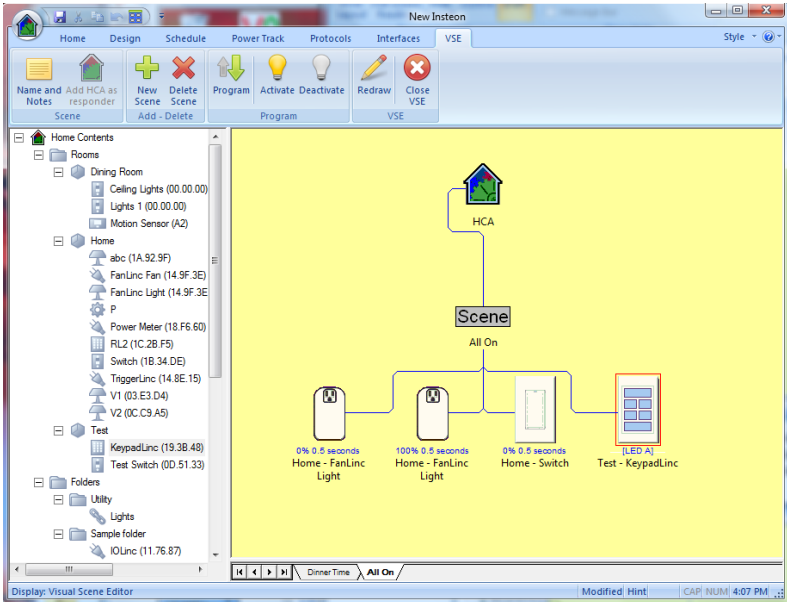 New Insteon
Home Design Schedule Power Track Protocols Interfaces VSE Style
Name and Notes
Add HCA as responder
New Scene
Delete Scene
Program
Activate
Deactivate
Redraw
Close VSE
Scene
Add - Delete
Program
VSE
Home Contents
Rooms
Dining Room
Ceiling Lights (00.00.00)
Lights 1 (00.00.00)
Motion Sensor (A2)
Home
abc (1A.92.9F)
FanLinc Fan (14.9F.3E)
FanLinc Light (14.9F.3E
P
Power Meter (18.F6.60)
RL2 (1C.2B.F5)
Switch (1B.34.DE)
TriggerLinc (14.8E.15)
V1 (03.E3.D4)
V2 (0C.C9.A5)
Test
KeypadLinc (19.3B.48)
Test Switch (0D.51.33)
Folders
Utility
Lights
Sample folder
IOLinc (11.76.87)
HCA
Scene
All On
0% 0.5 seconds
Home - FanLinc
Light
100% 0.5 seconds
Home - FanLinc
Light
0% 0.5 seconds
Home - Switch
[LED A]
Test - KeypadLinc
Dinner Time
All On
Display: Visual Scene Editor
Modified Hint CAP NUM 4:07 PM